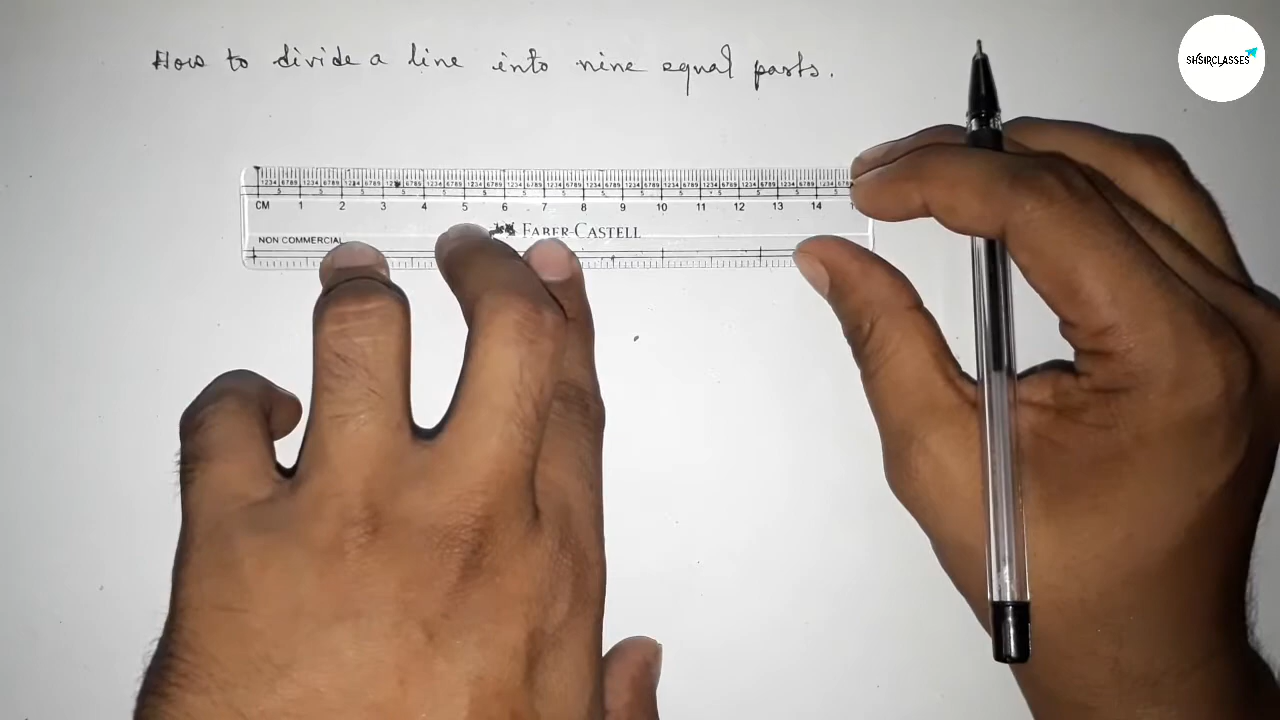 How to divide a line into nine equal parts.
SHSIRCLASSES
CM 1 2 3 4 5 6 7 8 9 10 11 12 13 14
FABER-CASTELL
NON COMMERCIAL